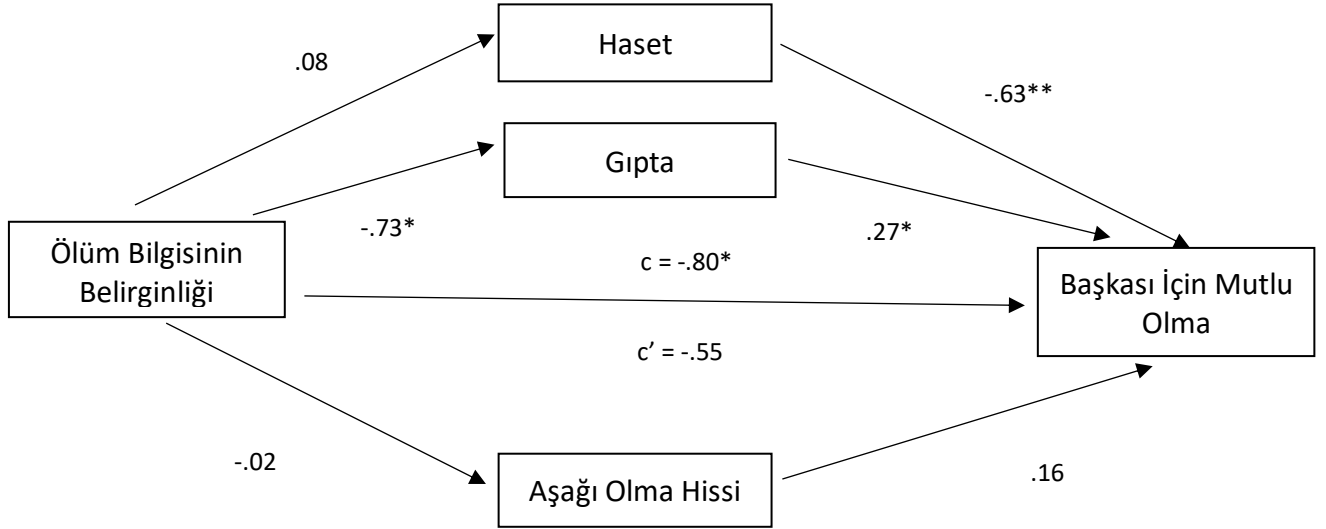 Haset
.08
-.63**
Gıpta
-.73*
.27*
Ölüm Bilgisinin
Belirginliği
c = -.80*
Başkası İçin Mutlu
Olma
c’ = -.55
-.02
.16
Aşağı Olma Hissi